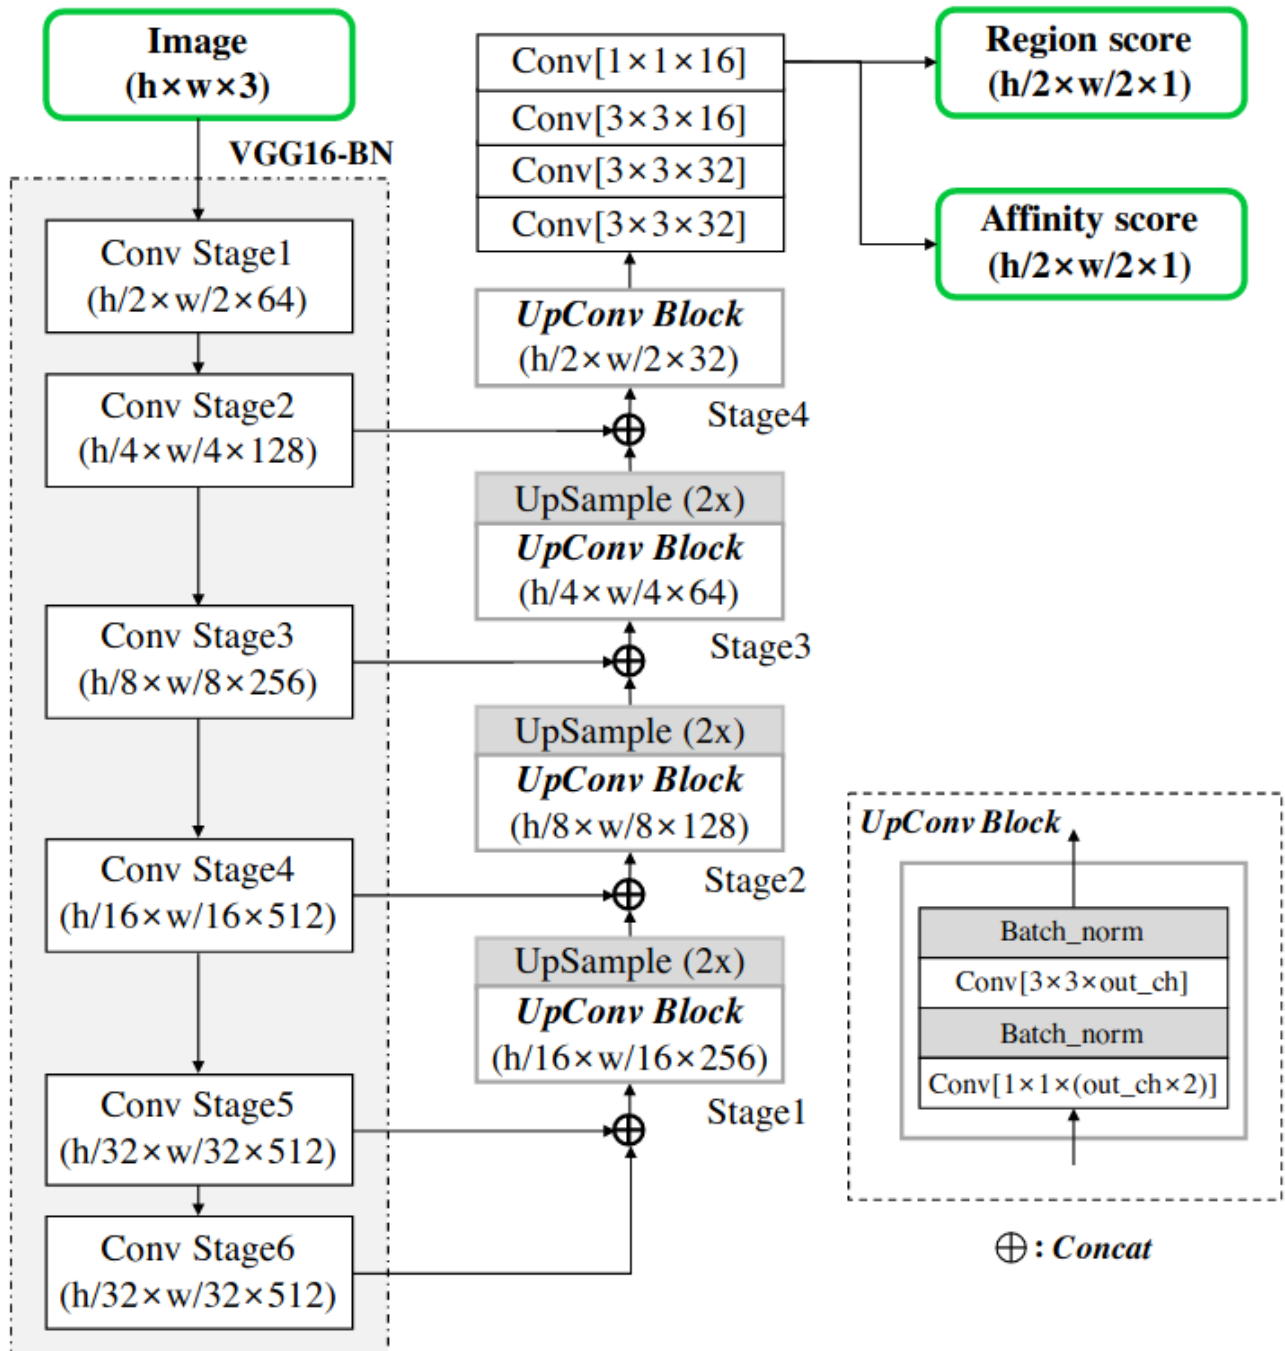 Image
(h×w×3)
VGG16-BN
Conv Stage1
(h/2×w/2×64)
Conv Stage2
(h/4×w/4×128)
Conv Stage3
(h/8×w/8×256)
Conv Stage4
(h/16×w/16×512)
Conv Stage5
(h/32×w/32×512)
Conv Stage6
(h/32×w/32×512)
Conv[1×1×16]
Conv[3×3×16]
Conv[3×3×32]
Conv[3×3×32]
UpConv Block
(h/2×w/2×32)
Stage4
UpSample (2x)
UpConv Block
(h/4×w/4×64)
Stage3
UpSample (2x)
UpConv Block
(h/8×w/8×128)
Stage2
UpSample (2x)
UpConv Block
(h/16×w/16×256)
Stage1
Region score
(h/2×w/2×1)
Affinity score
(h/2×w/2×1)
UpConv Block
Batch_norm
Conv[3×3×out_ch]
Batch_norm
Conv[1×1×(out_ch×2)]
⊕ : Concat